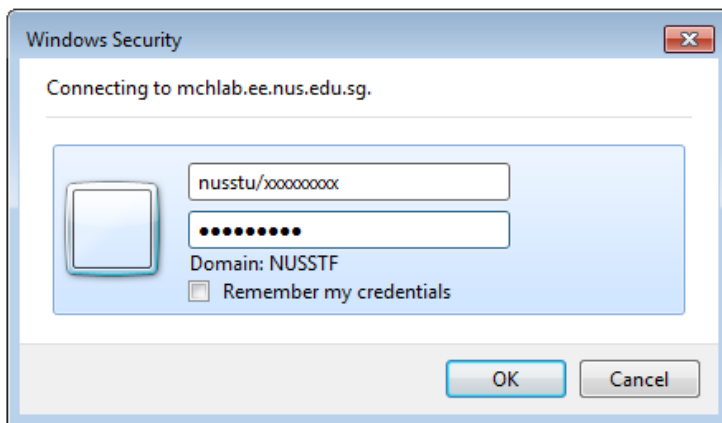 Windows Security
Connecting to mchlab.ee.nus.edu.sg.
nusstu/xxxxxxxxx
●●●●●●●●●
Domain: NUSSTF
Remember my credentials
OK
Cancel